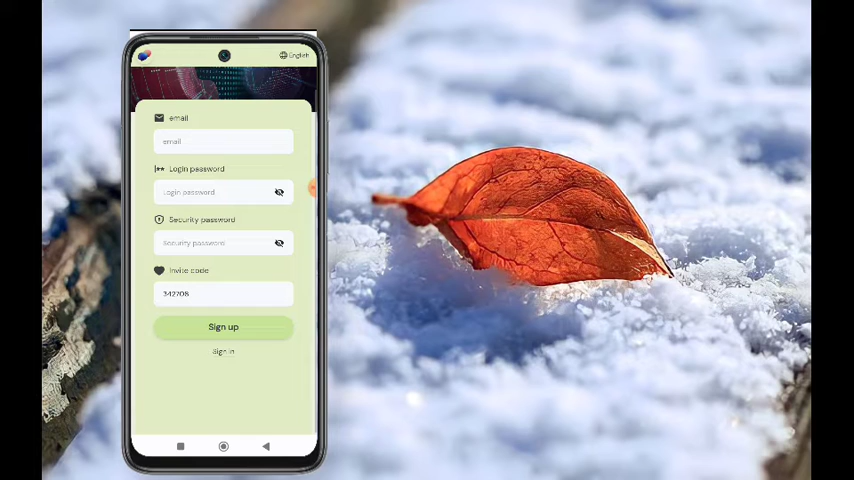 English
email
email
Login password
Login password
Security password
Security password
Invite code
342708
Sign up
Sign in